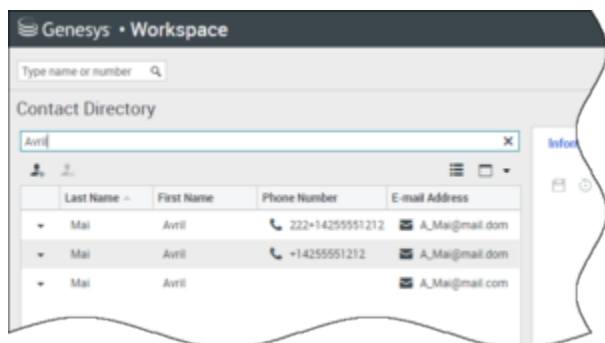 Genesys • Workspace
Type name or number
Contact Directory
Avril
Infor
Last Name First Name Phone Number E-mail Address
Mai Avril 222+14255551212 A_Mai@mail.dom
Mai Avril +14255551212 A_Mai@mail.dom
Mai Avril A_Mai@mail.com